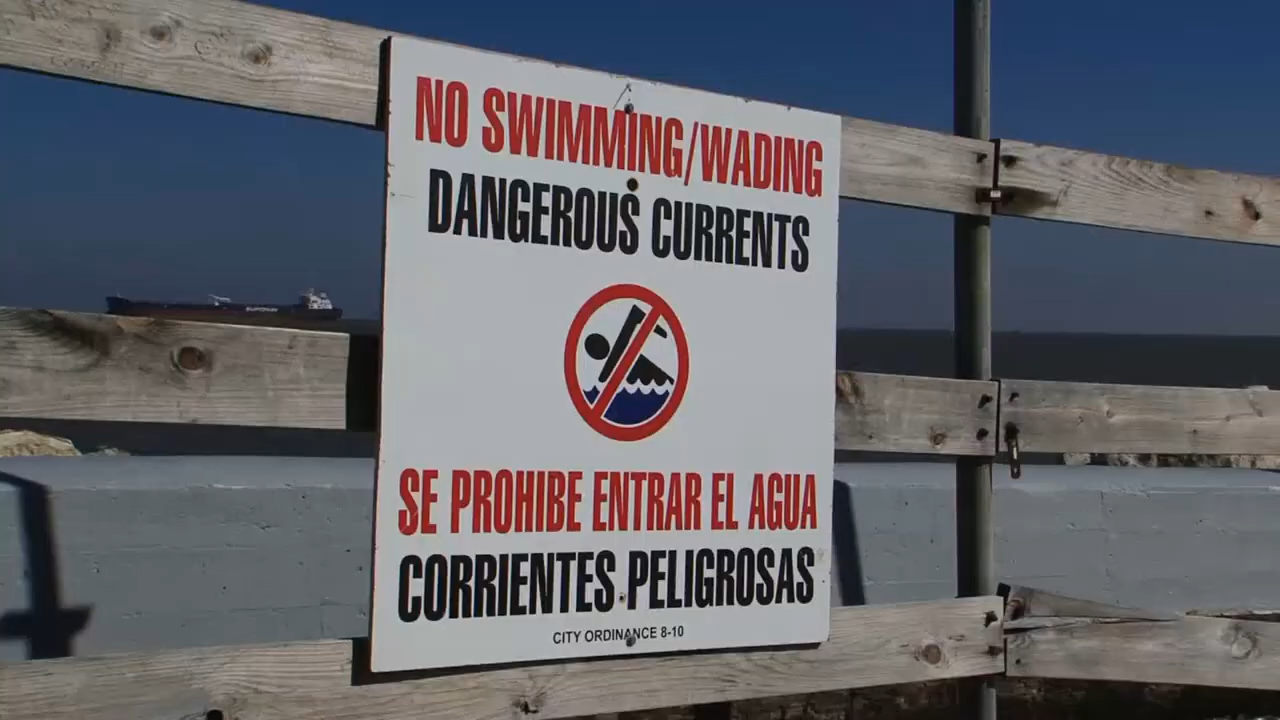 NO SWIMMING/WADING
DANGEROUS CURRENTS
SE PROHIBE ENTRAR EL AGUA
CORRIENTES PELIGROSAS
CITY ORDINANCE 8-10